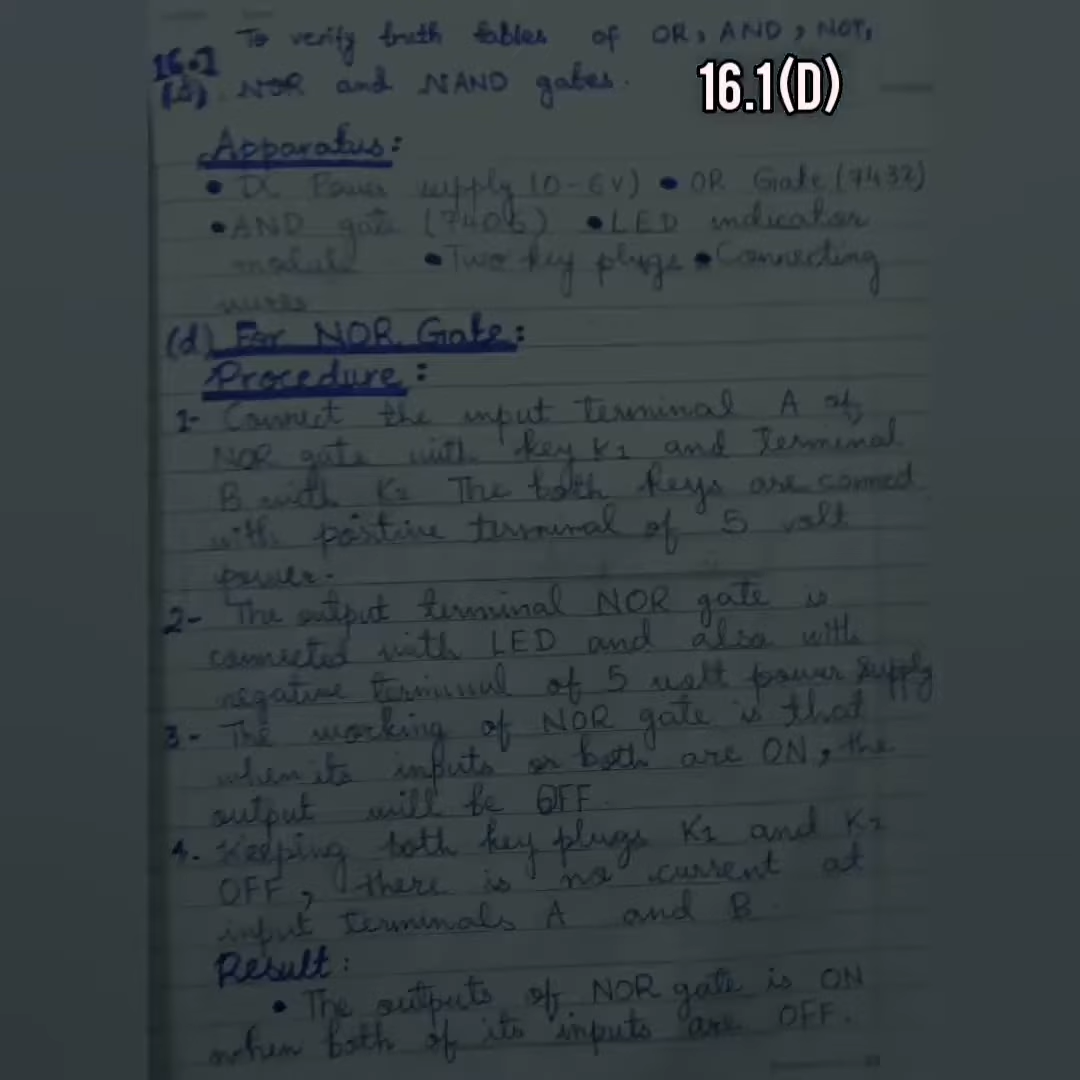 To verify truth tables of OR, AND, NOT,
16.1
(D) NOR and NAND gates.
16.1(D)
Apparatus:
• DC Power supply (0-6V) • OR Gate (7432)
• AND gate (7405) • LED indicator
module • Two key plugs • Connecting
wires
(d) For NOR Gate:
Procedure:
1- Connect the input terminal A of
NOR gate with key K1 and Terminal
B with K2 The both keys are conned
with positive terminal of 5 volt
power.
2- The output terminal NOR gate is
connected with LED and also with
negative terminal of 5 volt power supply
3- The working of NOR gate is that
when its inputs or both are ON, the
output will be OFF.
4. Keeping both key plugs K1 and K2
OFF, there is no current at
input terminals A and B.
Result:
• The outputs of NOR gate is ON
when both of its inputs are OFF.